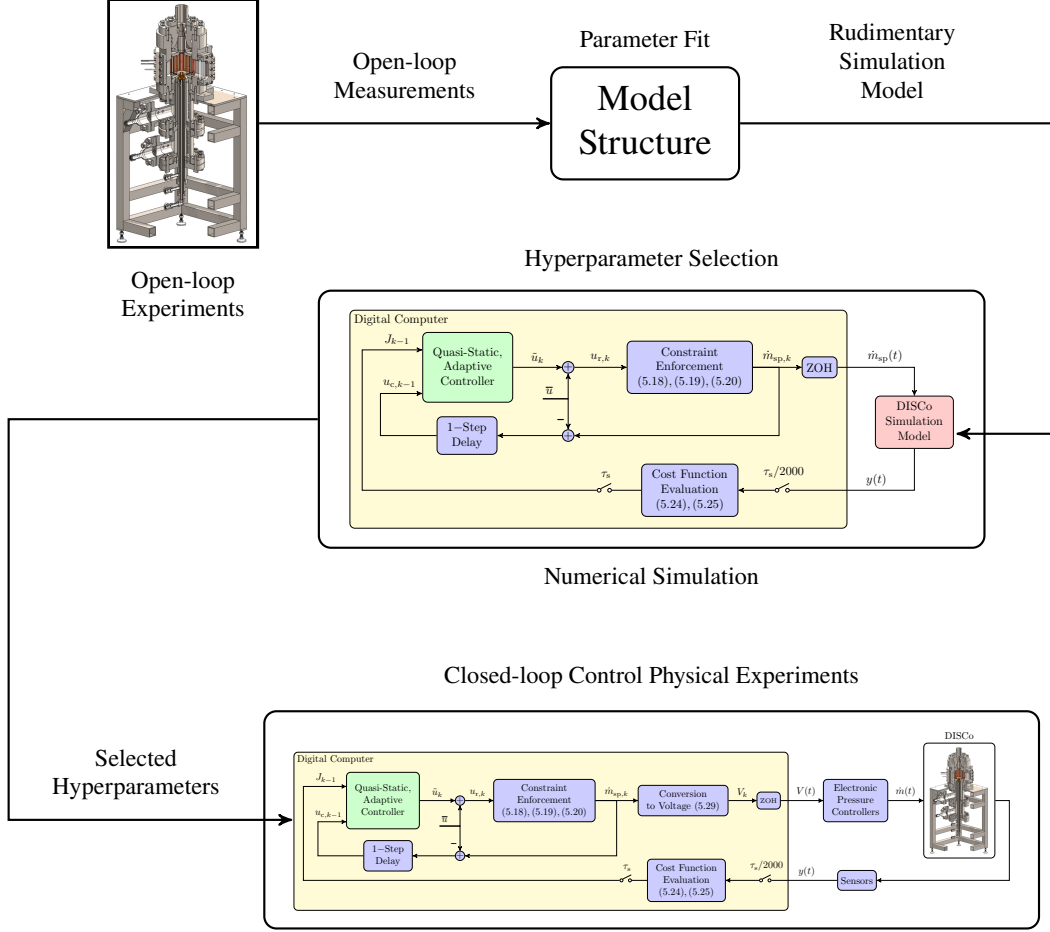 Open-loop
Measurements
Parameter Fit
Model
Structure
Rudimentary
Simulation
Model
Open-loop
Experiments
Hyperparameter Selection
Digital Computer
J_{k−1}
Quasi-Static,
Adaptive
Controller
ũ_k
u_{r,k}
Constraint
Enforcement
(5.18), (5.19), (5.20)
ṁ_{sp,k}
ZOH
ṁ_{sp}(t)
u_{c,k−1}
u̅
−
1−Step
Delay
DISCo
Simulation
Model
τ_s
Cost Function
Evaluation
(5.24), (5.25)
τ_s/2000
y(t)
Numerical Simulation
Closed-loop Control Physical Experiments
Selected
Hyperparameters
Digital Computer
J_{k−1}
Quasi-Static,
Adaptive
Controller
ũ_k
u_{r,k}
Constraint
Enforcement
(5.18), (5.19), (5.20)
ṁ_{sp,k}
Conversion
to Voltage (5.29)
V_k
ZOH
V(t)
Electronic
Pressure
Controllers
ṁ(t)
DISCo
u_{c,k−1}
u̅
−
1−Step
Delay
τ_s
Cost Function
Evaluation
(5.24), (5.25)
τ_s/2000
y(t)
Sensors